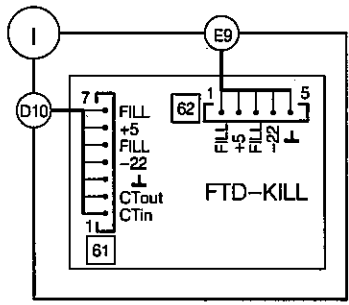 I
E9
D10
7
FILL
+5
FILL
-22
⊥
CTout
CTin
1
61
62
1
5
FILL
+5
FILL
-22
⊥
FTD-KILL